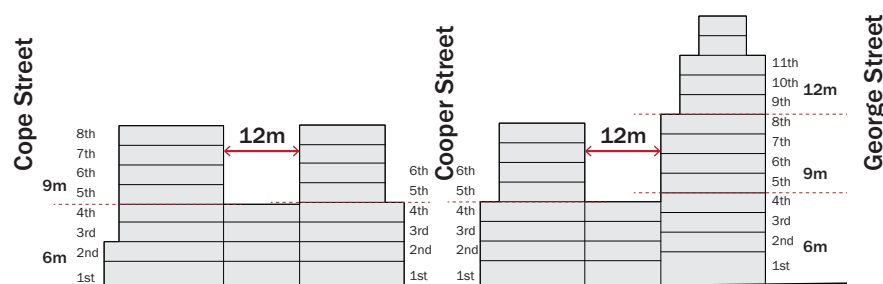 Cope Street
8th
7th
6th
5th
4th
3rd
2nd
1st
9m
6m
12m
6th
5th
4th
3rd
2nd
1st
Cooper Street
6th
5th
4th
3rd
2nd
1st
12m
11th
10th
9th
8th
7th
6th
5th
4th
3rd
2nd
1st
12m
9m
6m
George Street